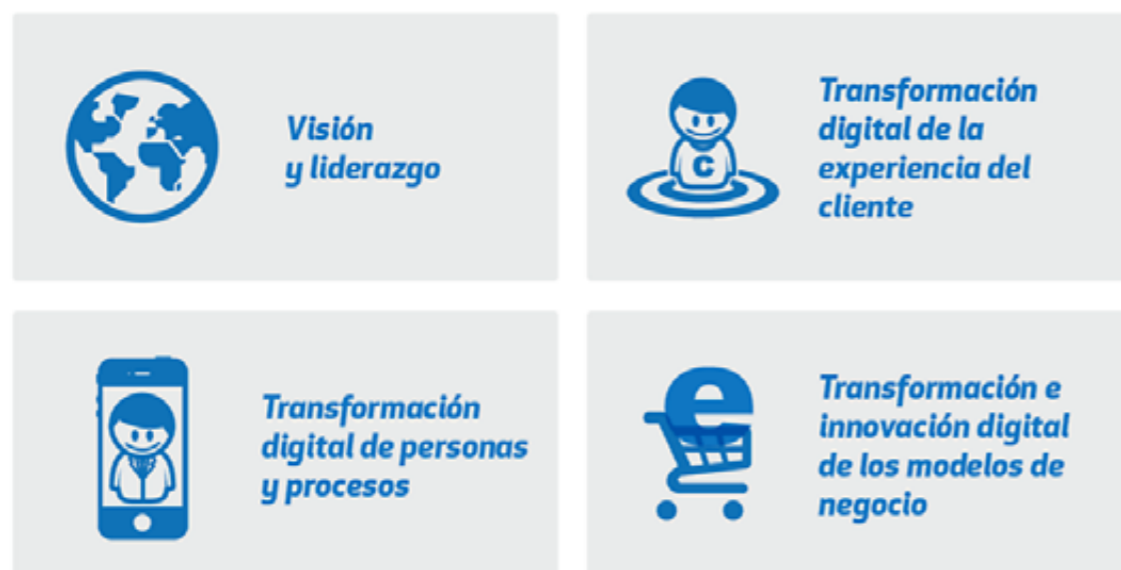 Visión
y liderazgo
Transformación
digital de la
experiencia del
cliente
C
Transformación
digital de personas
y procesos
Transformación e
innovación digital
de los modelos de
negocio
e